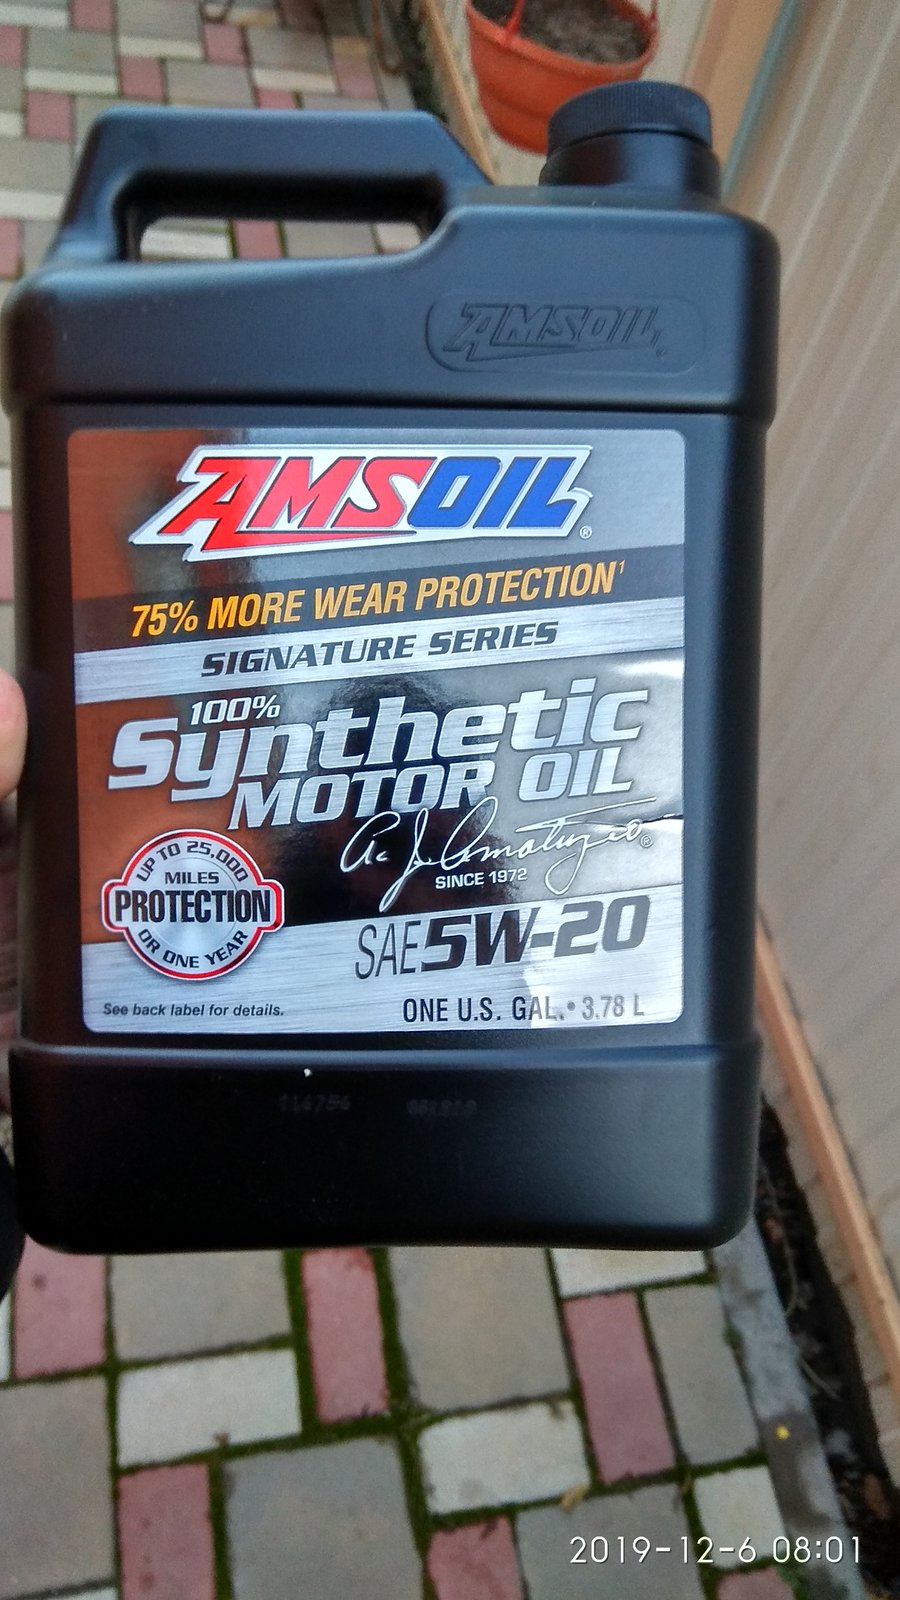 AMSOIL
AMSOIL®
75% MORE WEAR PROTECTION¹
SIGNATURE SERIES
100%
Synthetic
MOTOR OIL
A. J. Amatuzio®
SINCE 1972
UP TO 25,000
MILES
PROTECTION
OR ONE YEAR
SAE 5W-20
See back label for details.
ONE U.S. GAL.• 3.78 L
2019-12-6 08:01